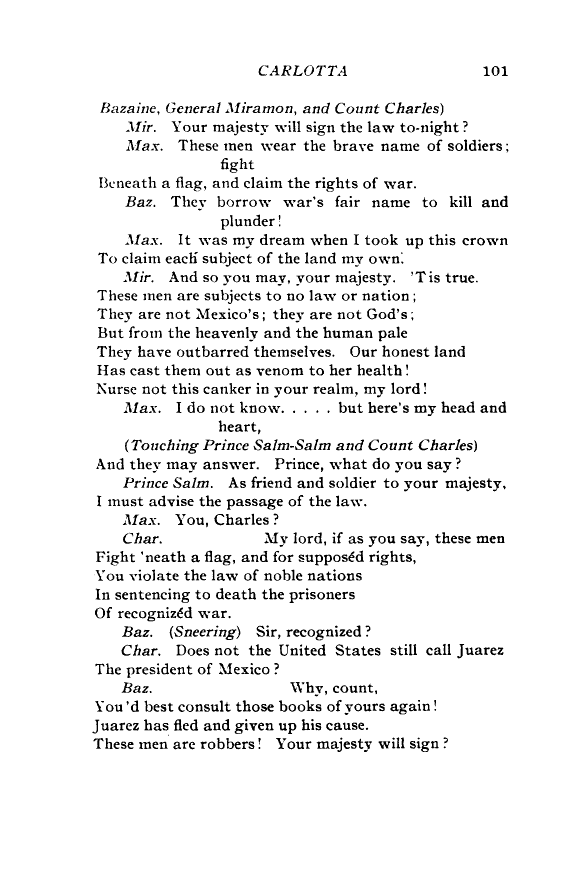 CARLOTTA 101
Bazaine, General Miramon, and Count Charles)
Mir. Your majesty will sign the law to-night?
Max. These men wear the brave name of soldiers;
fight
Beneath a flag, and claim the rights of war.
Baz. They borrow war's fair name to kill and
plunder!
Max. It was my dream when I took up this crown
To claim each subject of the land my own.
Mir. And so you may, your majesty. 'Tis true.
These men are subjects to no law or nation;
They are not Mexico's; they are not God's;
But from the heavenly and the human pale
They have outbarred themselves. Our honest land
Has cast them out as venom to her health!
Nurse not this canker in your realm, my lord!
Max. I do not know. . . . . but here's my head and
heart,
(Touching Prince Salm-Salm and Count Charles)
And they may answer. Prince, what do you say?
Prince Salm. As friend and soldier to your majesty,
I must advise the passage of the law.
Max. You, Charles?
Char. My lord, if as you say, these men
Fight 'neath a flag, and for supposéd rights,
You violate the law of noble nations
In sentencing to death the prisoners
Of recognizéd war.
Baz. (Sneering) Sir, recognized?
Char. Does not the United States still call Juarez
The president of Mexico?
Baz. Why, count,
You'd best consult those books of yours again!
Juarez has fled and given up his cause.
These men are robbers! Your majesty will sign?